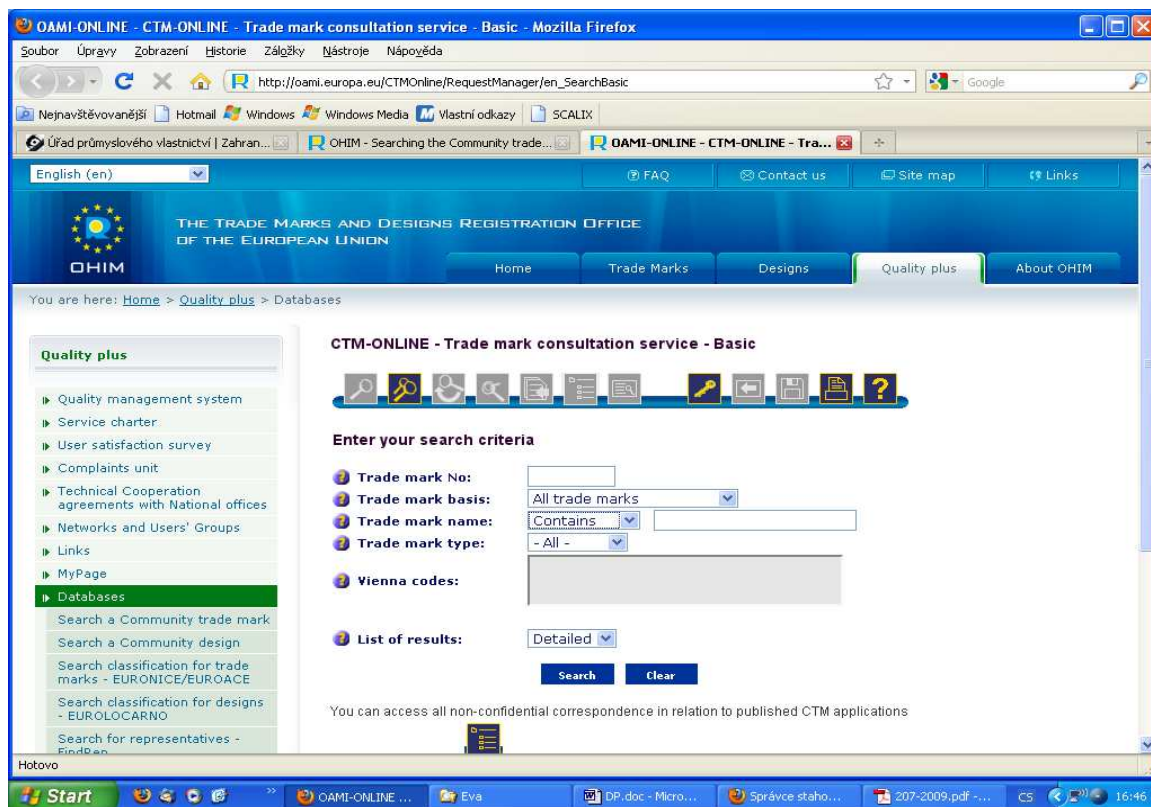 OAMI-ONLINE - CTM-ONLINE - Trade mark consultation service - Basic - Mozilla Firefox
Soubor Úpravy Zobrazení Historie Záložky Nástroje Nápověda
http://oami.europa.eu/CTMOnline/RequestManager/en_SearchBasic
Google
Nejnavštěvovanější Hotmail Windows Windows Media Vlastní odkazy SCALIX
Úřad průmyslového vlastnictví | Zahran... OHIM - Searching the Community trade... OAMI-ONLINE - CTM-ONLINE - Tra...
English (en) FAQ Contact us Site map Links
THE TRADE MARKS AND DESIGNS REGISTRATION OFFICE
OF THE EUROPEAN UNION
OHIM
Home Trade Marks Designs Quality plus About OHIM
You are here: Home > Quality plus > Databases
Quality plus
Quality management system
Service charter
User satisfaction survey
Complaints unit
Technical Cooperation
agreements with National offices
Networks and Users' Groups
Links
MyPage
Databases
Search a Community trade mark
Search a Community design
Search classification for trade
marks - EURONICE/EUROACE
Search classification for designs
- EUROLOCARNO
Search for representatives -
FindRep
CTM-ONLINE - Trade mark consultation service - Basic
Enter your search criteria
Trade mark No:
Trade mark basis: All trade marks
Trade mark name: Contains
Trade mark type: - All -
Vienna codes:
List of results: Detailed
Search Clear
You can access all non-confidential correspondence in relation to published CTM applications
Hotovo
Start OAMI-ONLINE ... Eva DP.doc - Micro... Správce staho... 207-2009.pdf -... CS 16:46